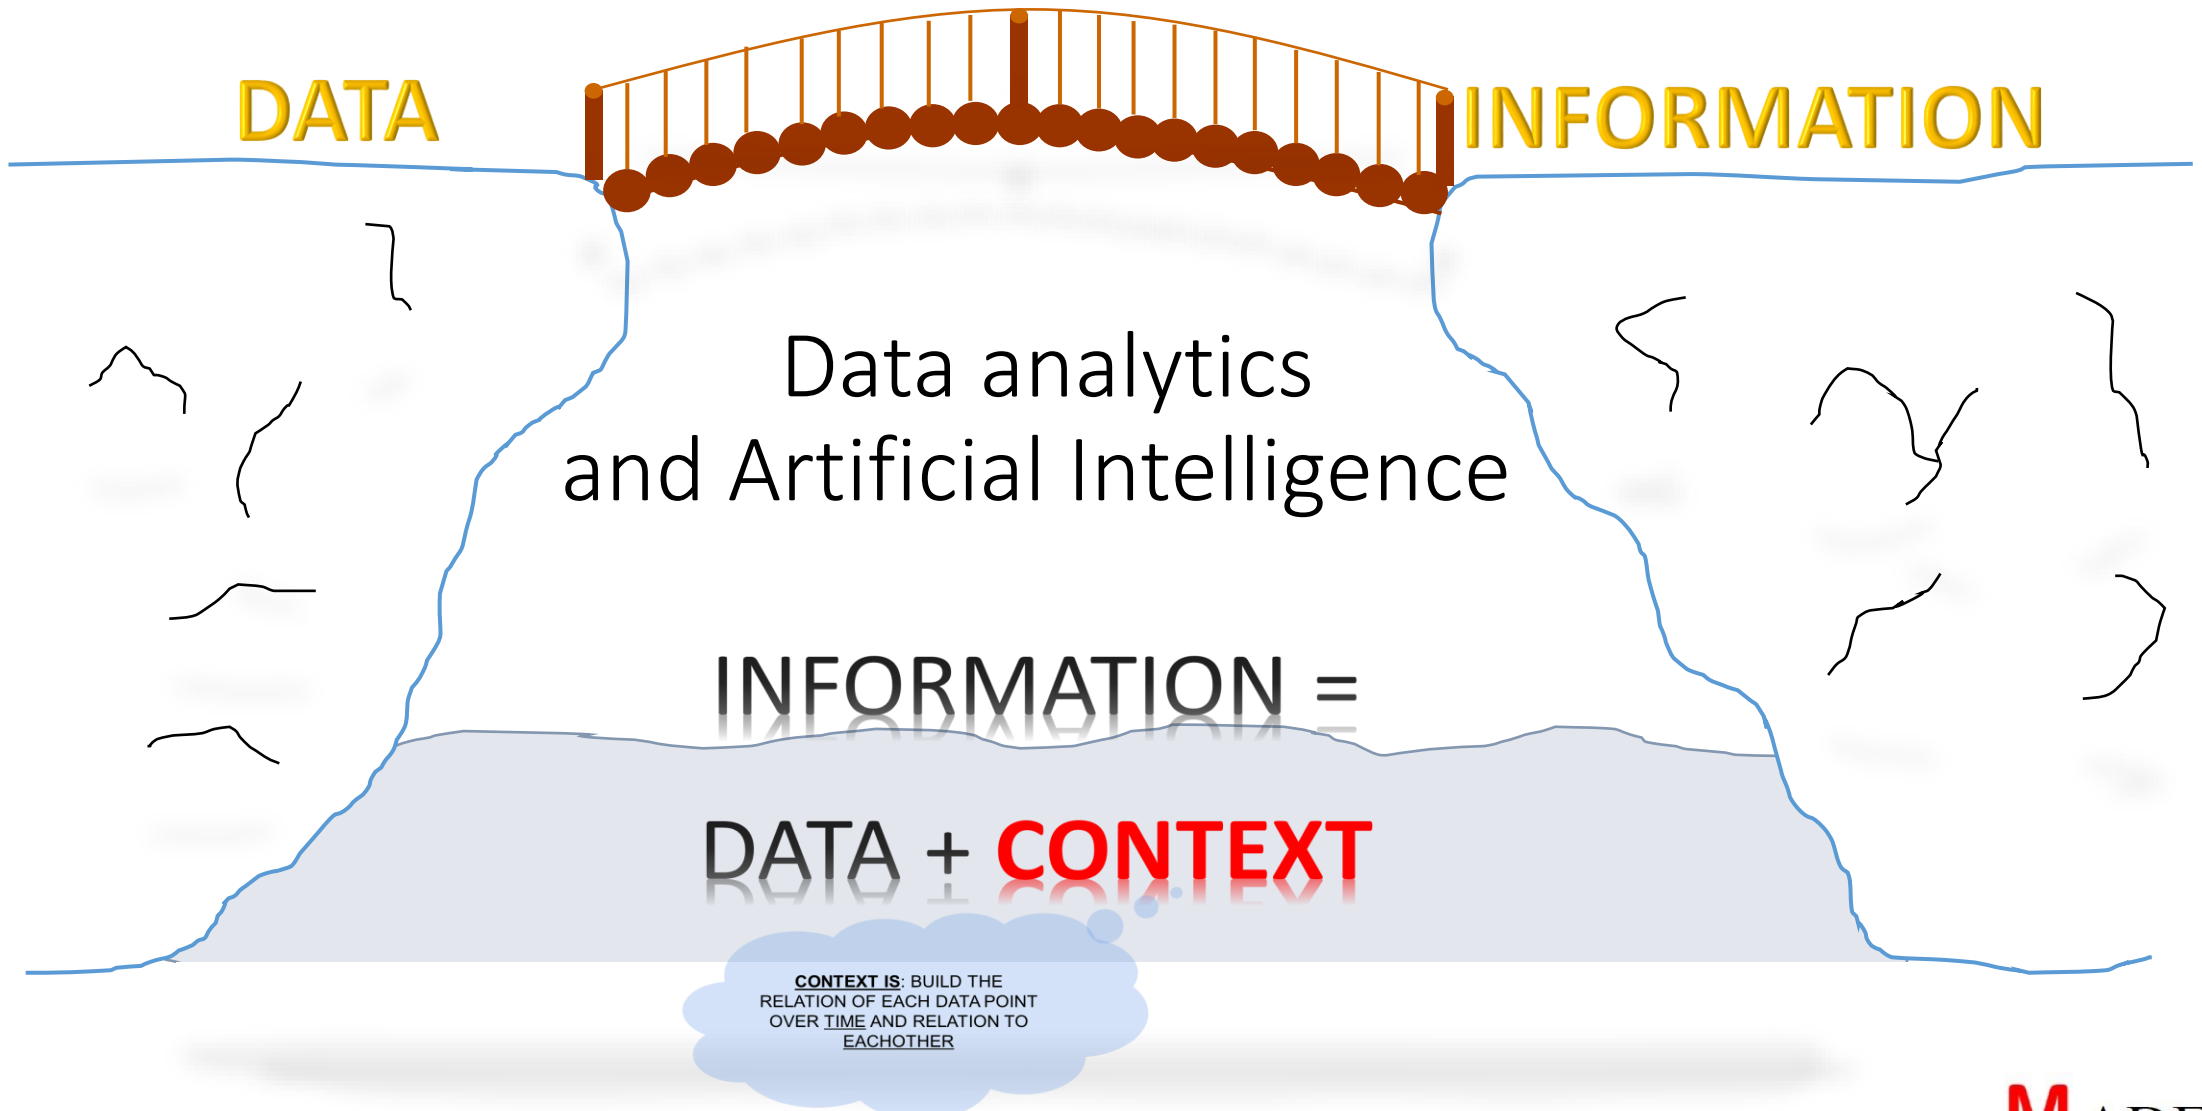 DATA
INFORMATION
Data analytics
and Artificial Intelligence
INFORMATION =
DATA + CONTEXT
CONTEXT IS: BUILD THE
RELATION OF EACH DATA POINT
OVER TIME AND RELATION TO
EACHOTHER